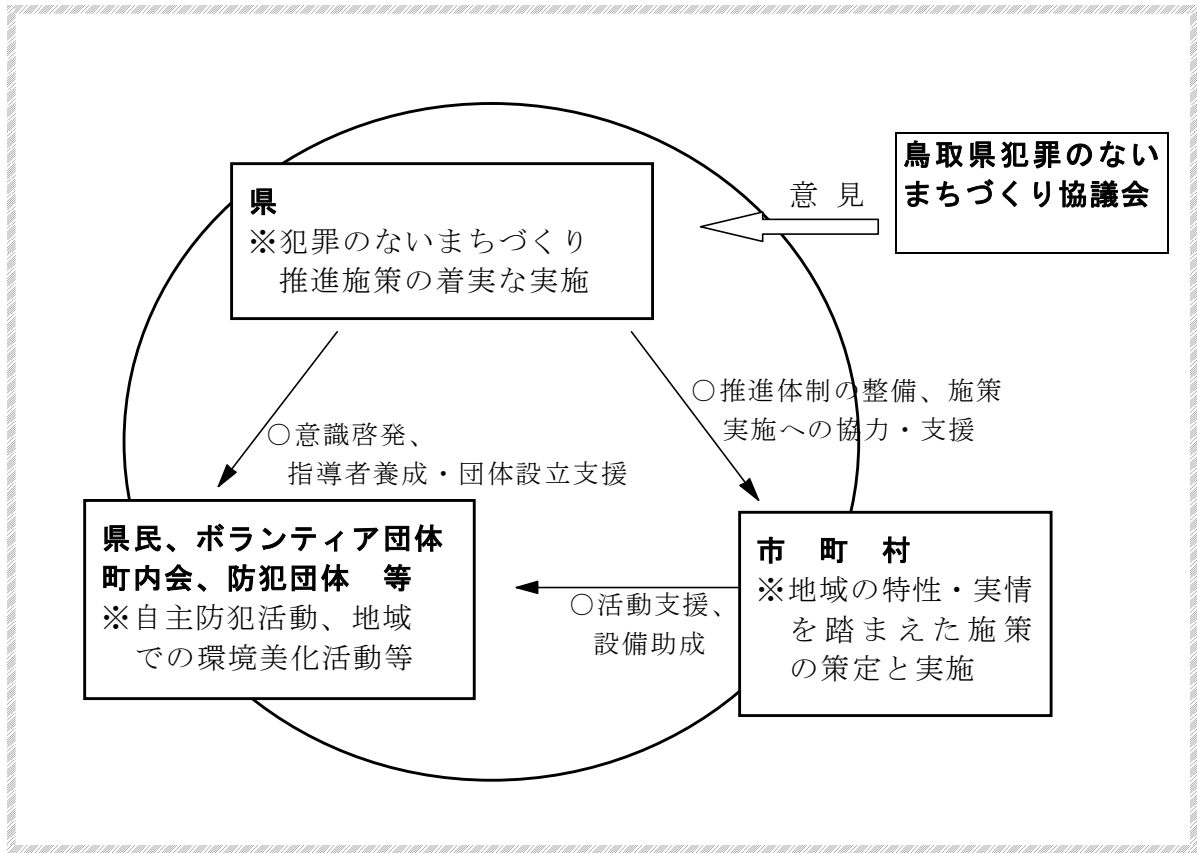 鳥取県犯罪のない
まちづくり協議会
意 見
県
※犯罪のないまちづくり
推進施策の着実な実施
○推進体制の整備、施策
実施への協力・支援
○意識啓発、
指導者養成・団体設立支援
県民、ボランティア団体
町内会、防犯団体 等
※自主防犯活動、地域
での環境美化活動等
市 町 村
※地域の特性・実情
を踏まえた施策
の策定と実施
○活動支援、
設備助成